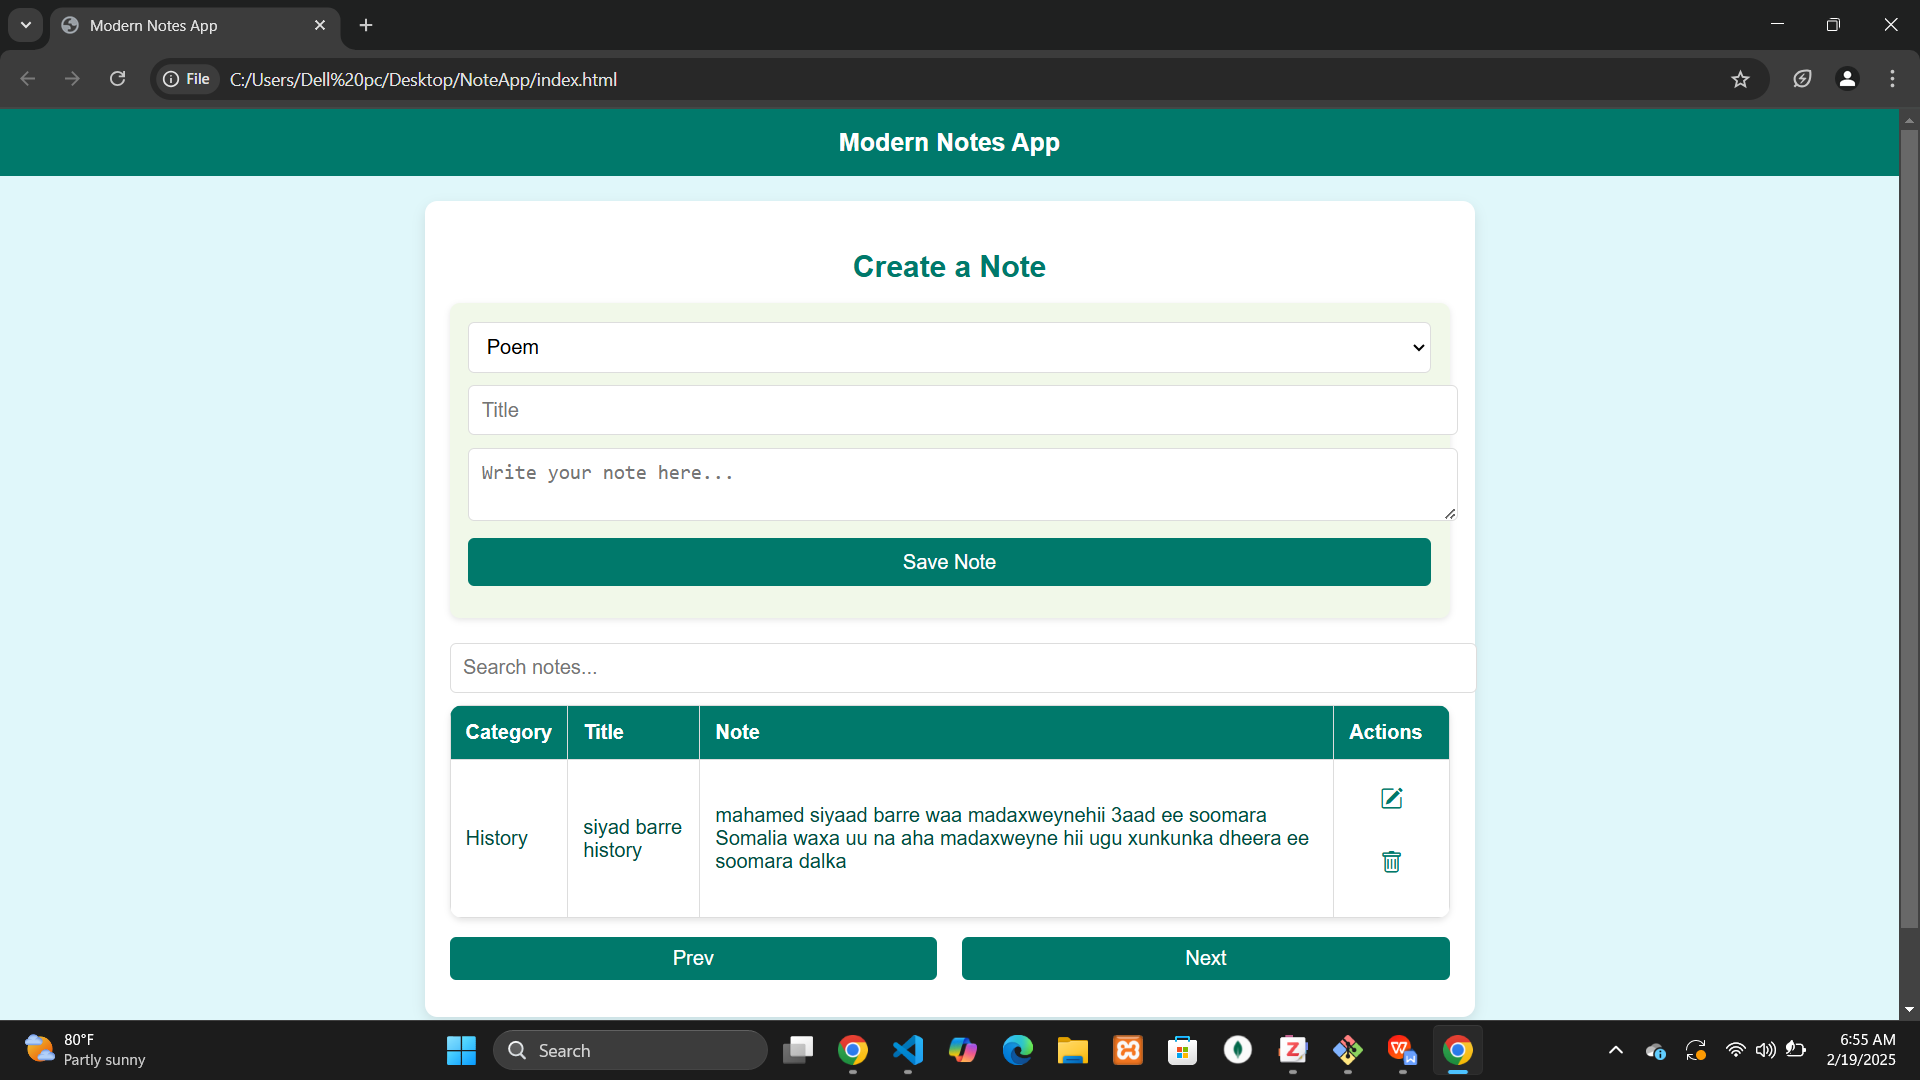 Modern Notes App
File
C:/Users/Dell%20pc/Desktop/NoteApp/index.html
Modern Notes App
Create a Note
Poem
Title
Write your note here...
Save Note
Search notes...
Category Title Note Actions
History
siyad barre
history
mahamed siyaad barre waa madaxweynehii 3aad ee soomara
Somalia waxa uu na aha madaxweyne hii ugu xunkunka dheera ee
soomara dalka
Prev Next
80°F
Partly sunny
Search
6:55 AM
2/19/2025